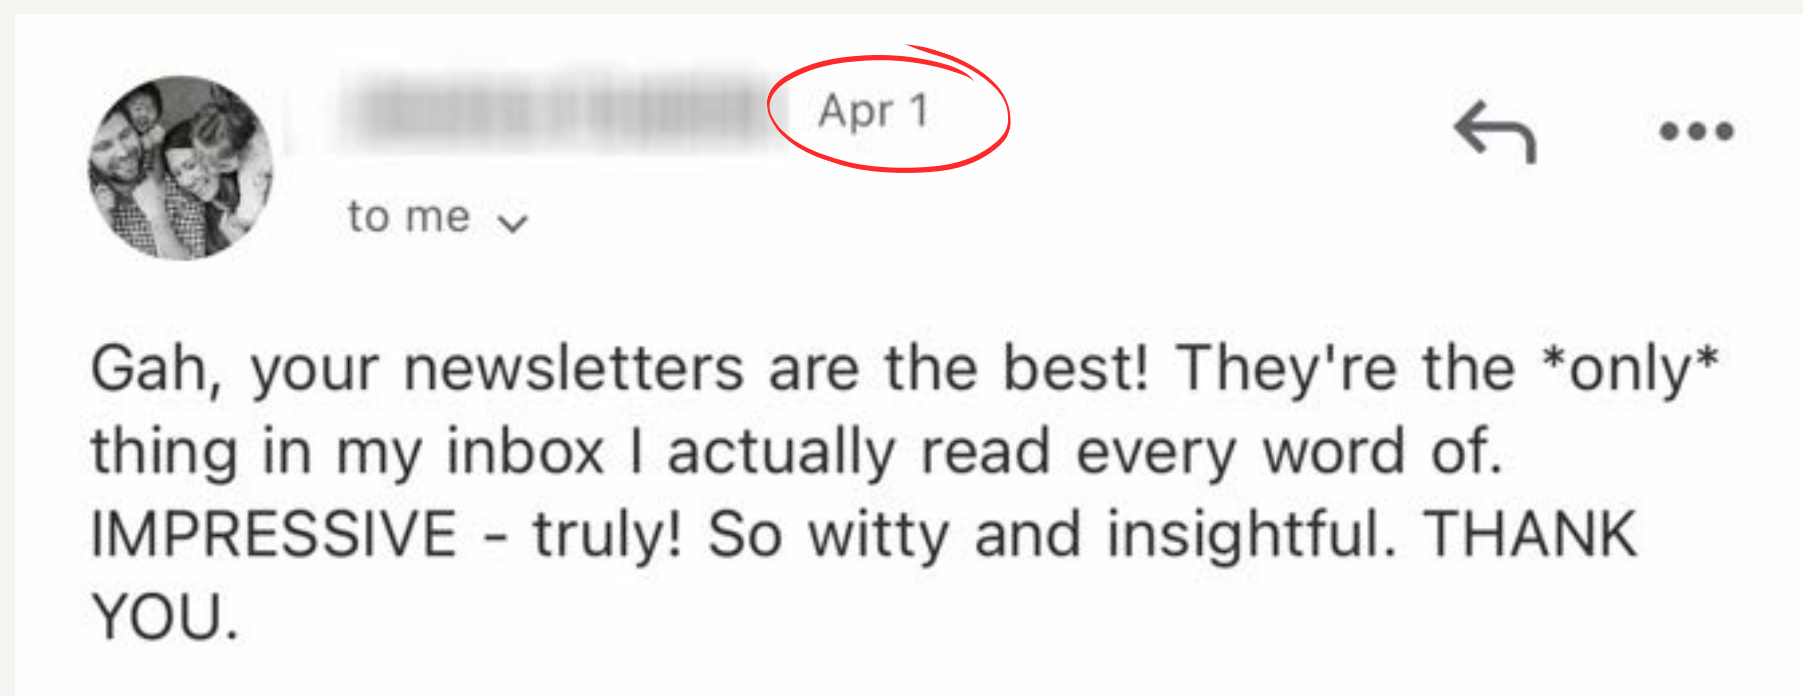 Apr 1
to me
Gah, your newsletters are the best! They're the *only*
thing in my inbox I actually read every word of.
IMPRESSIVE - truly! So witty and insightful. THANK
YOU.